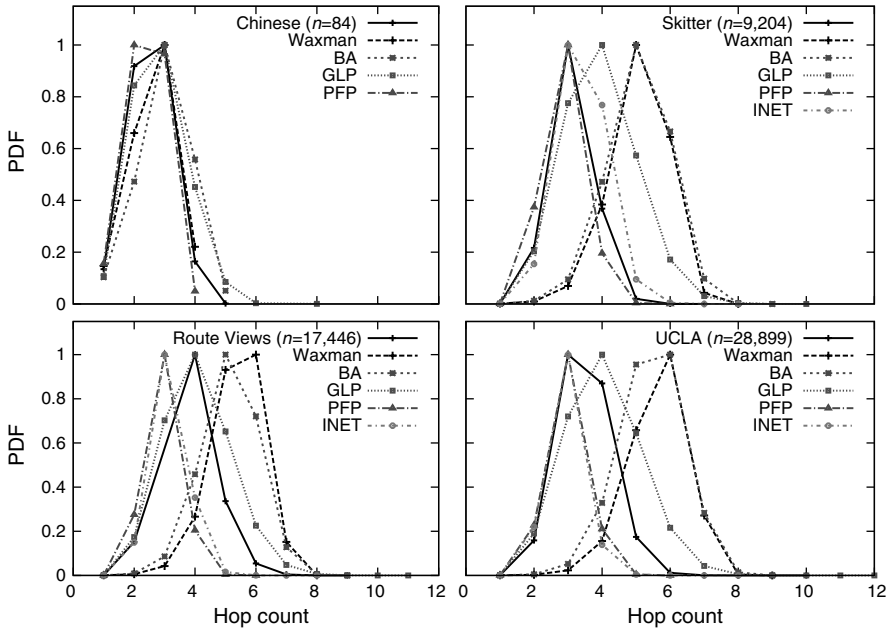 Chinese (n=84)
Waxman
BA
GLP
PFP
1
0.8
0.6
0.4
0.2
0
PDF
Skitter (n=9,204)
Waxman
BA
GLP
PFP
INET
Route Views (n=17,446)
Waxman
BA
GLP
PFP
INET
1
0.8
0.6
0.4
0.2
0
PDF
0 2 4 6 8 10 12
Hop count
UCLA (n=28,899)
Waxman
BA
GLP
PFP
INET
0 2 4 6 8 10 12
Hop count